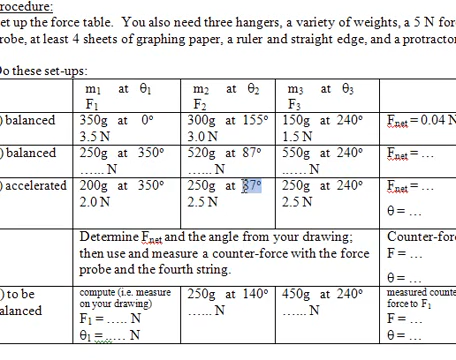 rocedure:
et up the force table. You also need three hangers, a variety of weights, a 5 N for
robe, at least 4 sheets of graphing paper, a ruler and straight edge, and a protractor
Do these set-ups:
m1 at θ1 m2 at θ2 m3 at θ3
F1 F2 F3
) balanced 350g at 0° 300g at 155° 150g at 240° Fnet = 0.04 N
3.5 N 3.0 N 1.5 N
) balanced 250g at 350° 520g at 87° 550g at 240° Fnet = ...
...... N ...... N ...... N
) accelerated 200g at 350° 250g at 87° 250g at 240° Fnet = ...
2.0 N 2.5 N 2.5 N
θ = ...
Determine Fnet and the angle from your drawing; Counter-for
then use and measure a counter-force with the force F = ...
probe and the fourth string.
θ = ...
) to be compute (i.e. measure 250g at 140° 450g at 240° measured counte
alanced on your drawing) ...... N ...... N force to F1
F1 = ..... N F = ...
θ1 = ..... N θ = ...